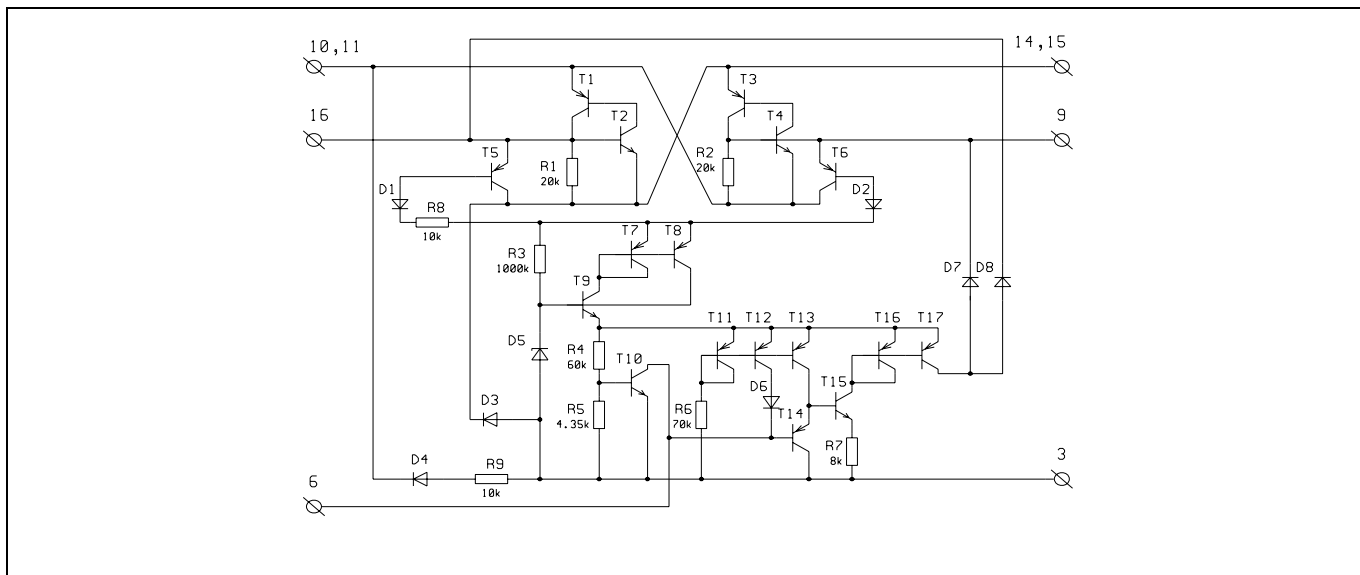 10,11
14,15
T1
T3
T2
T4
16
9
T5
R1
20k
R2
20k
T6
D1
D2
R8
10k
T7
T8
R3
1000k
D7
D8
T9
T11
T12
T13
T16
T17
D5
R4
60k
T10
D6
T15
D3
R5
4.35k
R6
70k
T14
R7
8k
D4
R9
10k
3
6